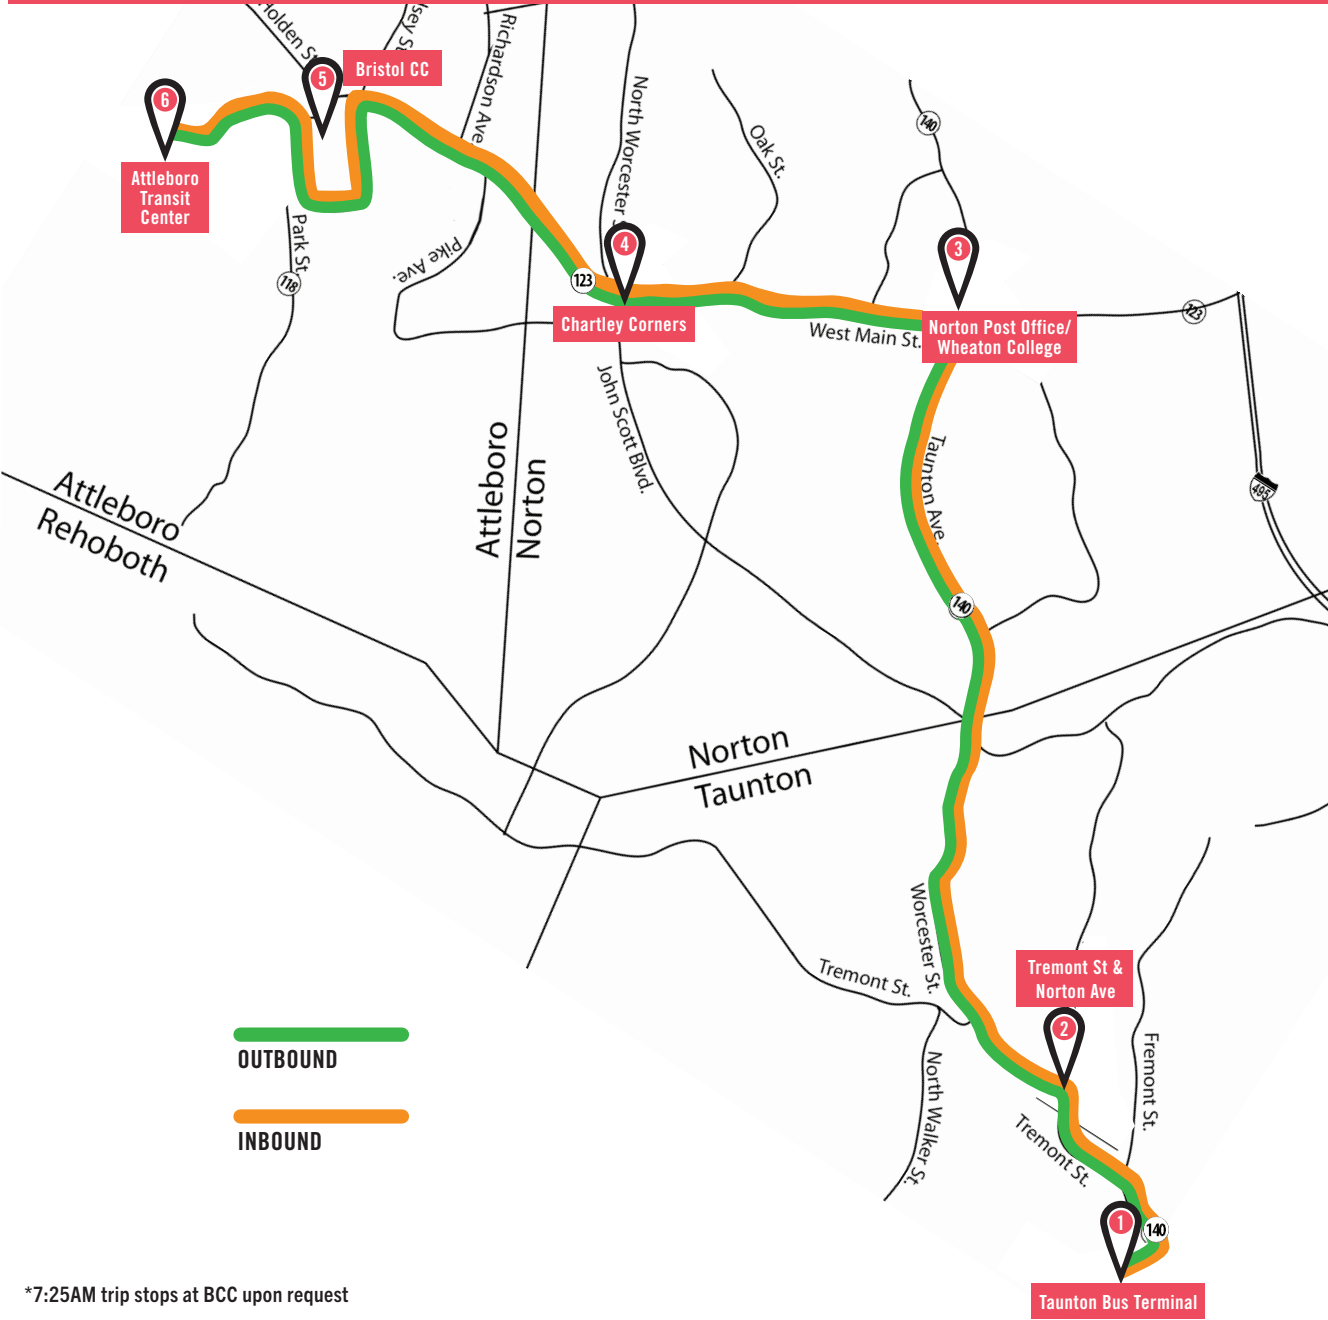 Holden St.
sey St.
Richardson Ave.
5
Bristol CC
6
North Worcester S
Oak St.
140
Attleboro
Transit
Center
Park St.
Pike Ave.
118
123
4
3
123
Chartley Corners
West Main St.
Norton Post Office/
Wheaton College
John Scott Blvd.
Attleboro
Norton
Taunton Ave.
495
Attleboro
Rehoboth
140
Norton
Taunton
Worcester St.
Tremont St.
Tremont St &
Norton Ave
2
OUTBOUND
INBOUND
North Walker St.
Fremont St.
Tremont St.
1
140
*7:25AM trip stops at BCC upon request
Taunton Bus Terminal